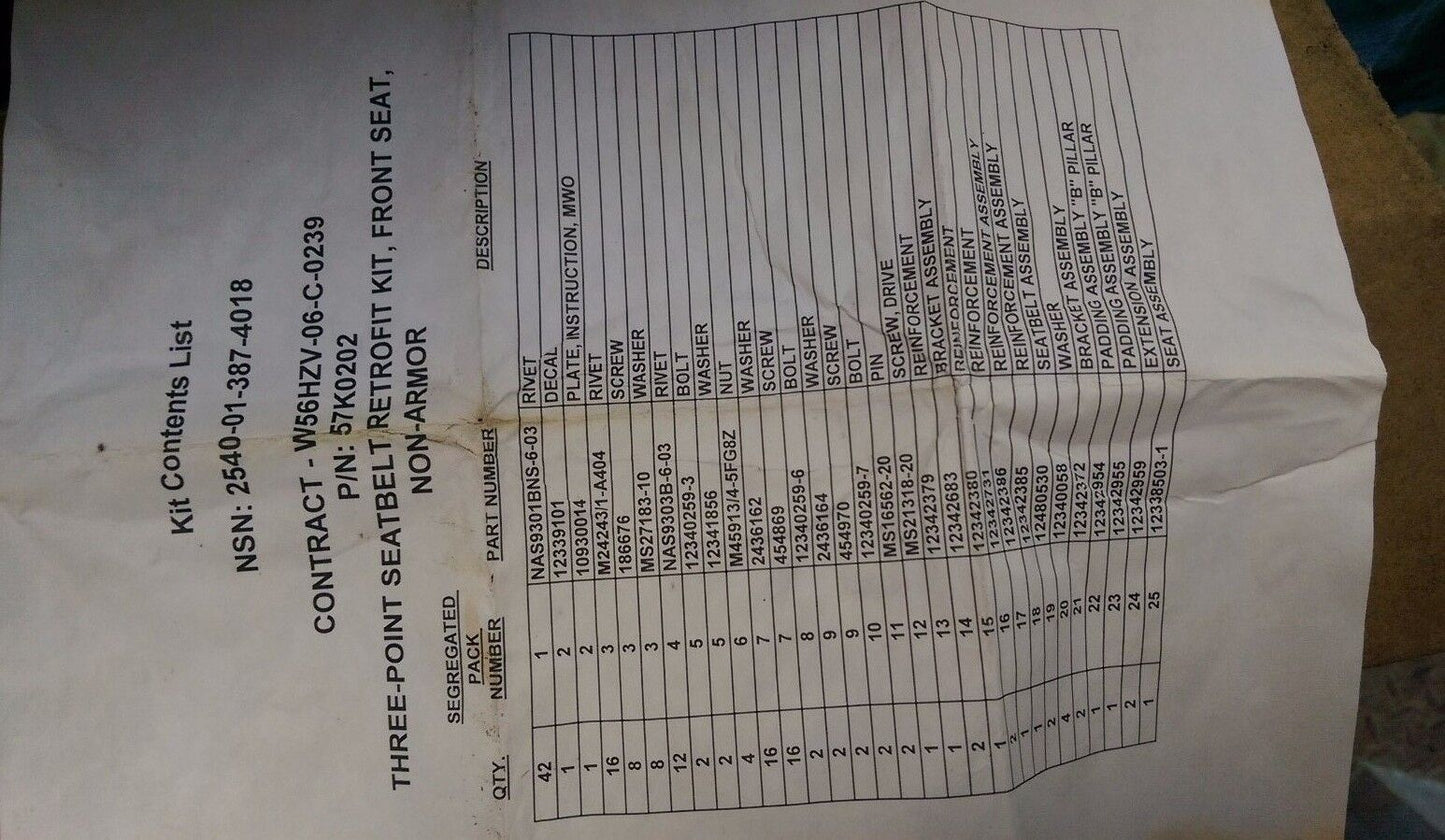 Kit Contents List
NSN: 2540-01-387-4018
CONTRACT - W56HZV-06-C-0239
P/N: 57K0202
THREE-POINT SEATBELT RETROFIT KIT, FRONT SEAT,
NON-ARMOR
SEGREGATED
PACK
QTY. NUMBER PART NUMBER DESCRIPTION
42 1 NAS9301BNS-6-03 RIVET
1 2 12339101 DECAL
1 2 10930014 PLATE, INSTRUCTION, MWO
16 3 M24243/1-A404 RIVET
8 3 186676 SCREW
8 3 MS27183-10 WASHER
12 4 NAS9303B-6-03 RIVET
2 5 12340259-3 BOLT
2 5 12341856 WASHER
4 6 M45913/4-5FG8Z NUT
16 7 2436162 WASHER
16 7 454869 SCREW
2 8 12340259-6 BOLT
2 9 2436164 WASHER
2 9 454970 SCREW
2 10 12340259-7 BOLT
2 11 MS16562-20 PIN
1 12 MS21318-20 SCREW, DRIVE
1 13 12342379 REINFORCEMENT
2 14 12342683 BRACKET ASSEMBLY
1 15 12342380 REINFORCEMENT
2 16 12342731 REINFORCEMENT
1 17 12342386 REINFORCEMENT ASSEMBLY
1 18 12342385 REINFORCEMENT ASSEMBLY
2 19 12480530 SEATBELT ASSEMBLY
4 20 12340058 WASHER
2 21 12342372 BRACKET ASSEMBLY "B" PILLAR
1 22 12342954 PADDING ASSEMBLY "B" PILLAR
1 23 12342955 PADDING ASSEMBLY
2 24 12342959 EXTENSION ASSEMBLY
1 25 12338503-1 SEAT ASSEMBLY